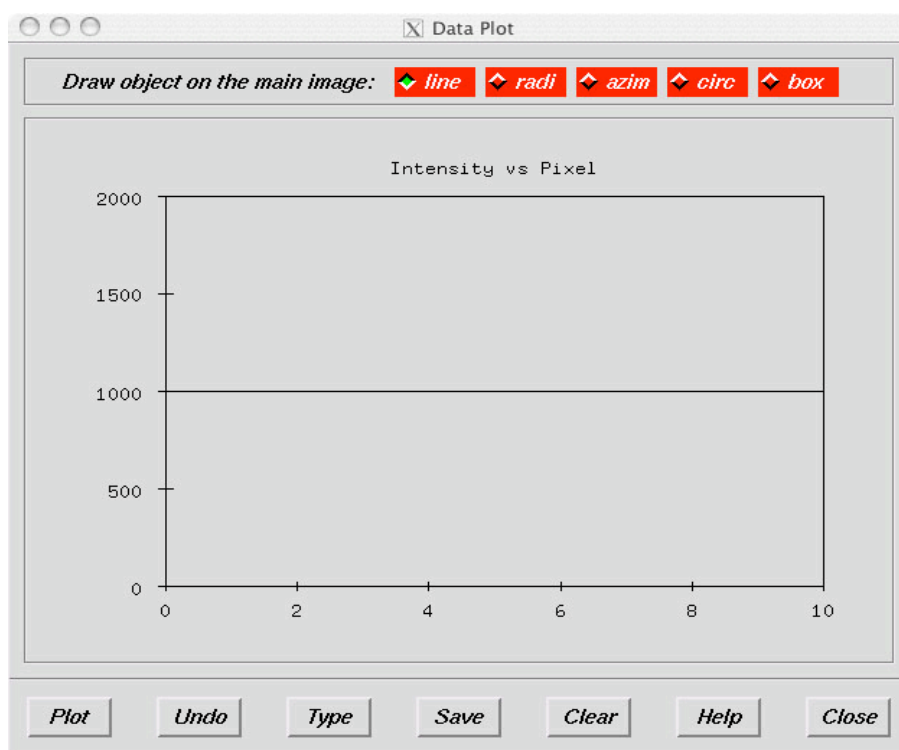 Data Plot
Draw object on the main image: line radi azim circ box
Intensity vs Pixel
2000
1500
1000
500
0
0 2 4 6 8 10
Plot Undo Type Save Clear Help Close